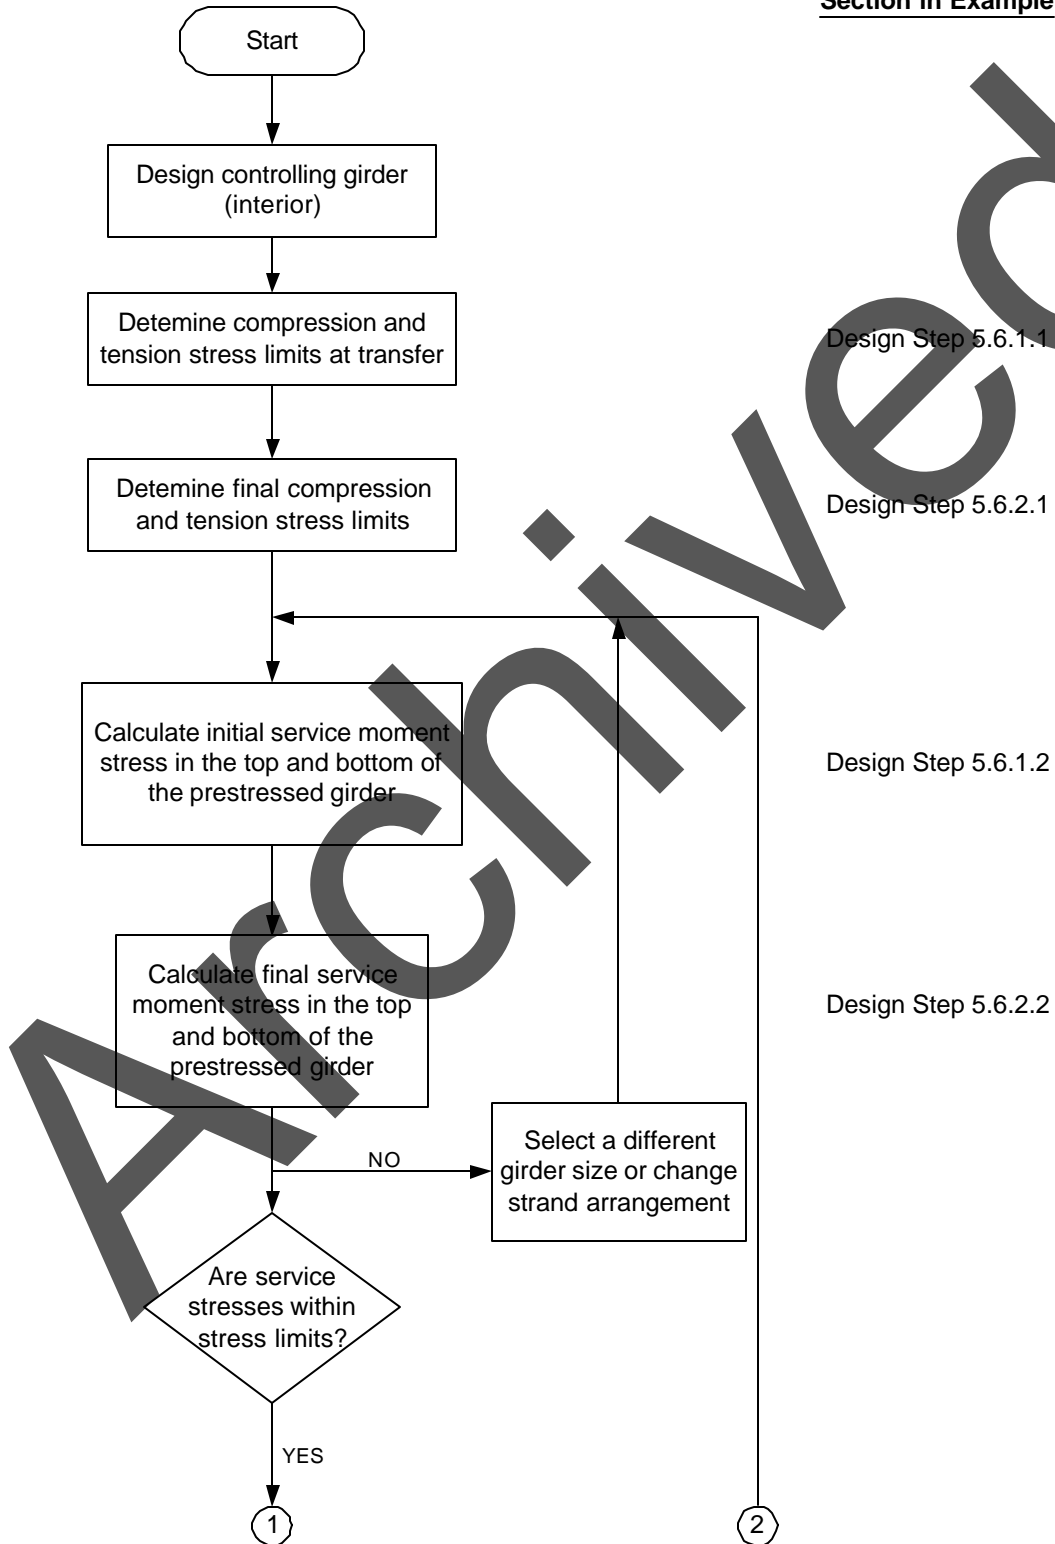 Section in Example
Start
Design controlling girder
(interior)
Detemine compression and
tension stress limits at transfer
Design Step 5.6.1.1
Detemine final compression
and tension stress limits
Design Step 5.6.2.1
Calculate initial service moment
stress in the top and bottom of
the prestressed girder
Design Step 5.6.1.2
Calculate final service
moment stress in the top
and bottom of the
prestressed girder
Design Step 5.6.2.2
NO
Select a different
girder size or change
strand arrangement
Are service
stresses within
stress limits?
YES
1
2
Archived